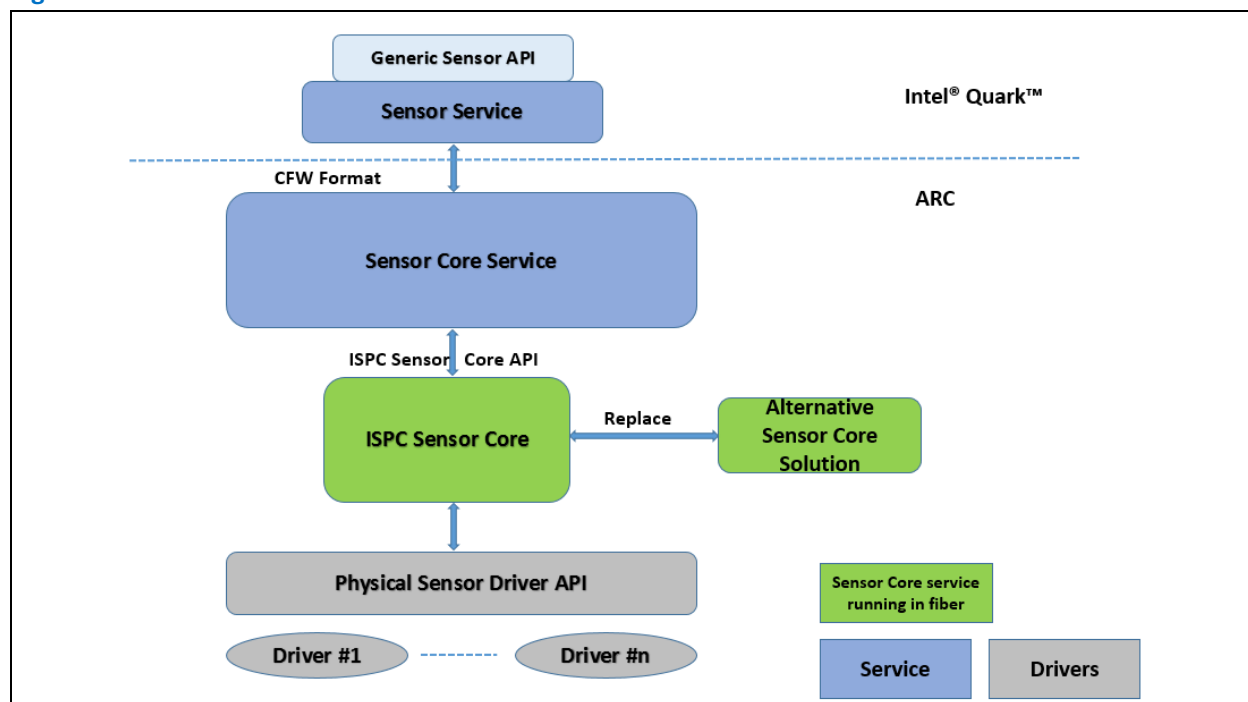 Generic Sensor API
Sensor Service
Intel® Quark™
CFW Format
ARC
Sensor Core Service
ISPC Sensor Core API
ISPC Sensor Core
Replace
Alternative
Sensor Core
Solution
Physical Sensor Driver API
Driver #1
Driver #n
Sensor Core service
running in fiber
Service
Drivers